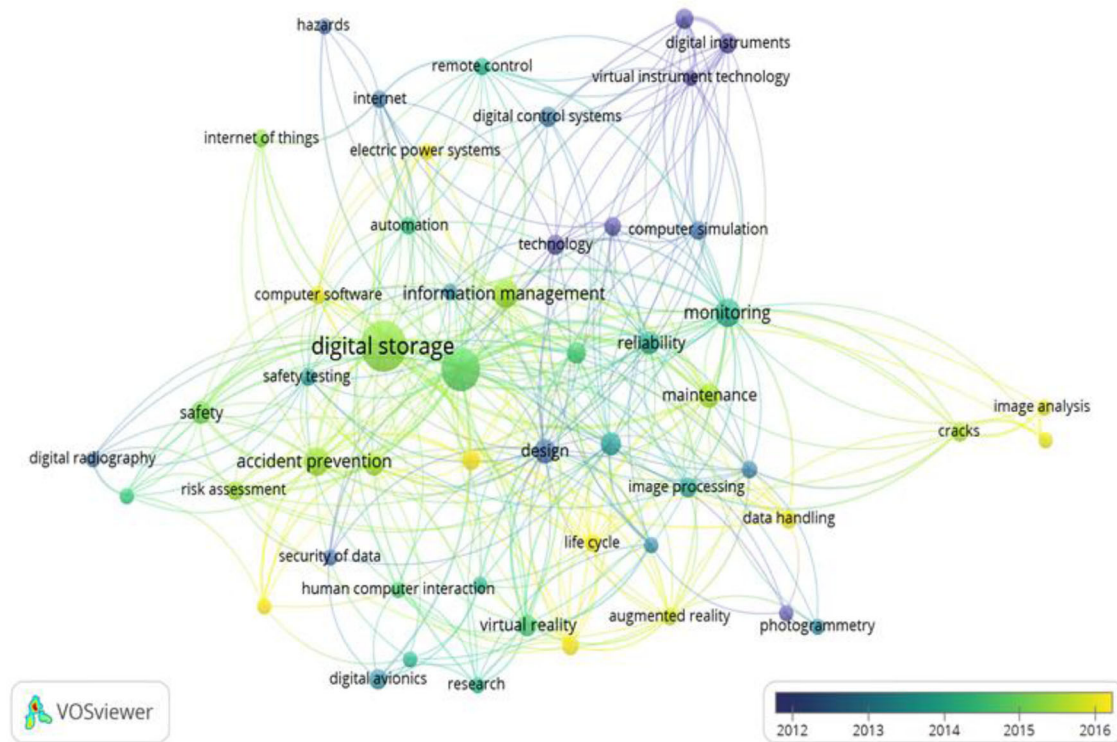 hazards
digital instruments
remote control
virtual instrument technology
internet
digital control systems
internet of things
electric power systems
automation
computer simulation
technology
computer software
information management
monitoring
digital storage
reliability
safety testing
maintenance
safety
image analysis
cracks
digital radiography
accident prevention
design
risk assessment
image processing
data handling
life cycle
security of data
human computer interaction
augmented reality
virtual reality
photogrammetry
digital avionics
research
VOSviewer
2012 2013 2014 2015 2016